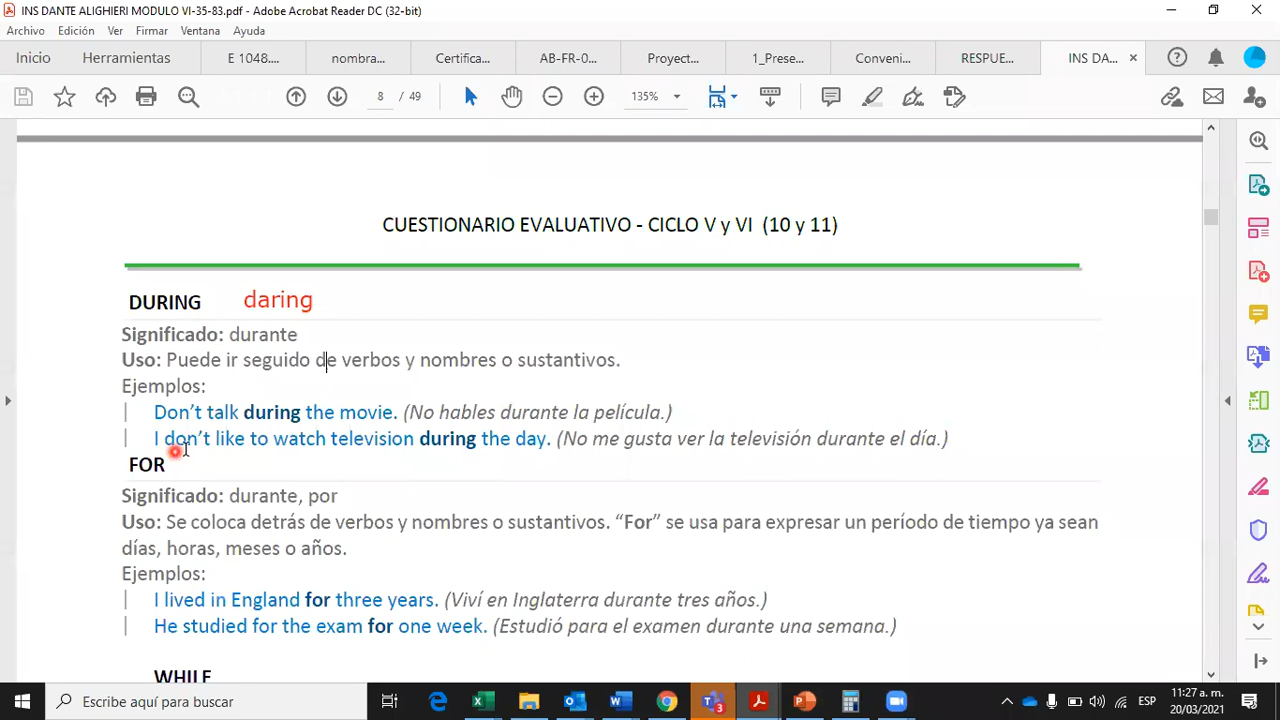 INS DANTE ALIGHIERI MODULO VI-35-83.pdf - Adobe Acrobat Reader DC (32-bit)
Archivo Edición Ver Firmar Ventana Ayuda
Inicio Herramientas E 1048.... nombra... Certifica... AB-FR-0... Proyect... 1_Prese... Conveni... RESPUE... INS DA...
8 / 49 135%
CUESTIONARIO EVALUATIVO - CICLO V y VI (10 y 11)
DURING daring
Significado: durante
Uso: Puede ir seguido de verbos y nombres o sustantivos.
Ejemplos:
Don't talk during the movie. (No hables durante la película.)
I don't like to watch television during the day. (No me gusta ver la televisión durante el día.)
FOR
Significado: durante, por
Uso: Se coloca detrás de verbos y nombres o sustantivos. “For” se usa para expresar un período de tiempo ya sean
días, horas, meses o años.
Ejemplos:
I lived in England for three years. (Viví en Inglaterra durante tres años.)
He studied for the exam for one week. (Estudió para el examen durante una semana.)
WHILE
Escribe aquí para buscar
3
ESP
11:27 a. m.
20/03/2021